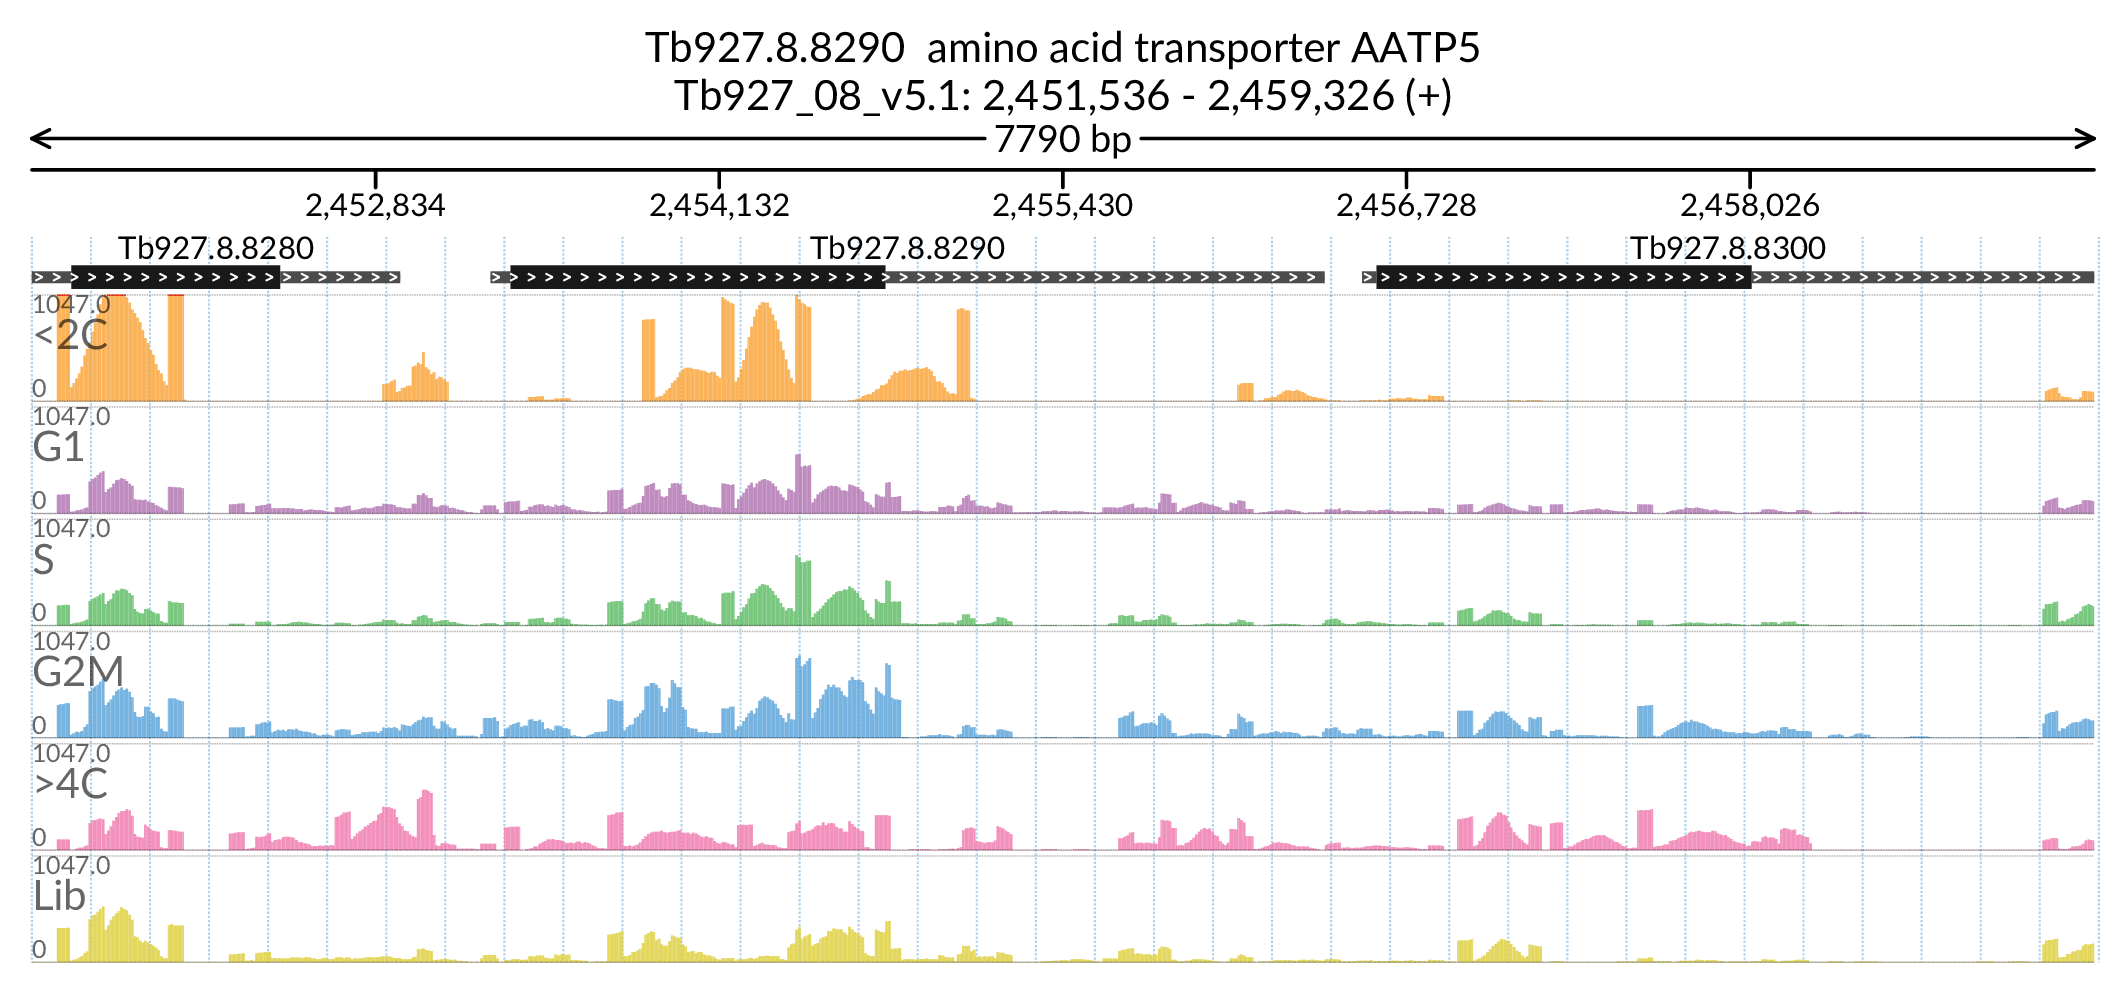 Tb927.8.8290  amino acid transporter AATP5
Tb927_08_v5.1: 2,451,536 - 2,459,326 (+)
7790 bp
2,452,834 2,454,132 2,455,430 2,456,728 2,458,026
Tb927.8.8280 Tb927.8.8290 Tb927.8.8300
1047.0
<2C
0
1047.0
G1
0
1047.0
S
0
1047.0
G2M
0
1047.0
>4C
0
1047.0
Lib
0